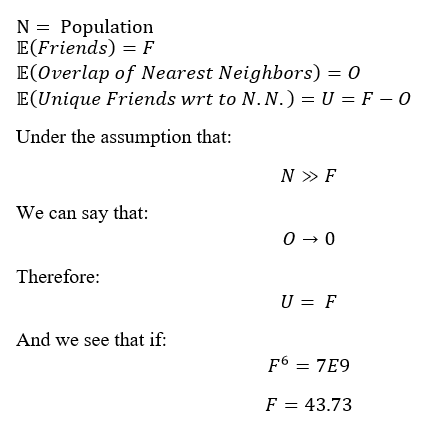 N = Population
𝔼(Friends) = F
𝔼(Overlap of Nearest Neighbors) = O
𝔼(Unique Friends wrt to N.N.) = U = F − O
Under the assumption that:
N ≫ F
We can say that:
O → 0
Therefore:
U = F
And we see that if:
F⁶ = 7E9
F = 43.73